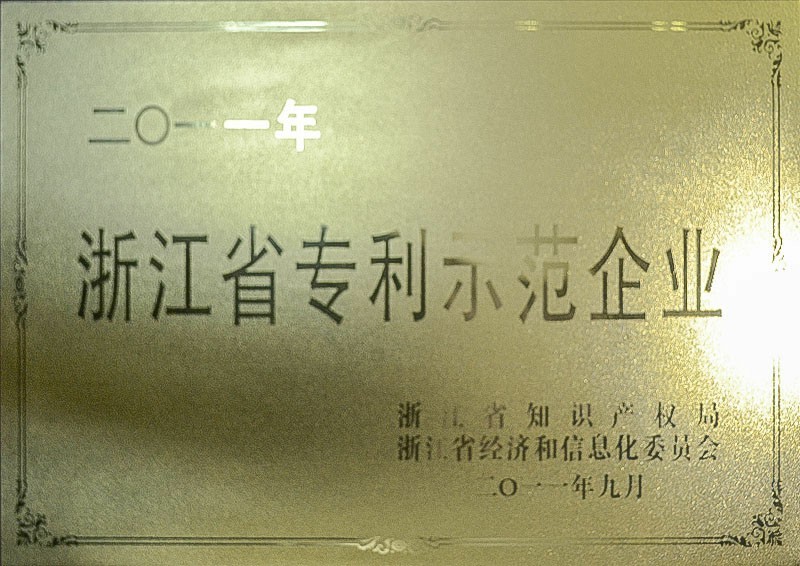 二〇一一年
浙江省专利示范企业
浙江省知识产权局
浙江省经济和信息化委员会
二〇一一年九月